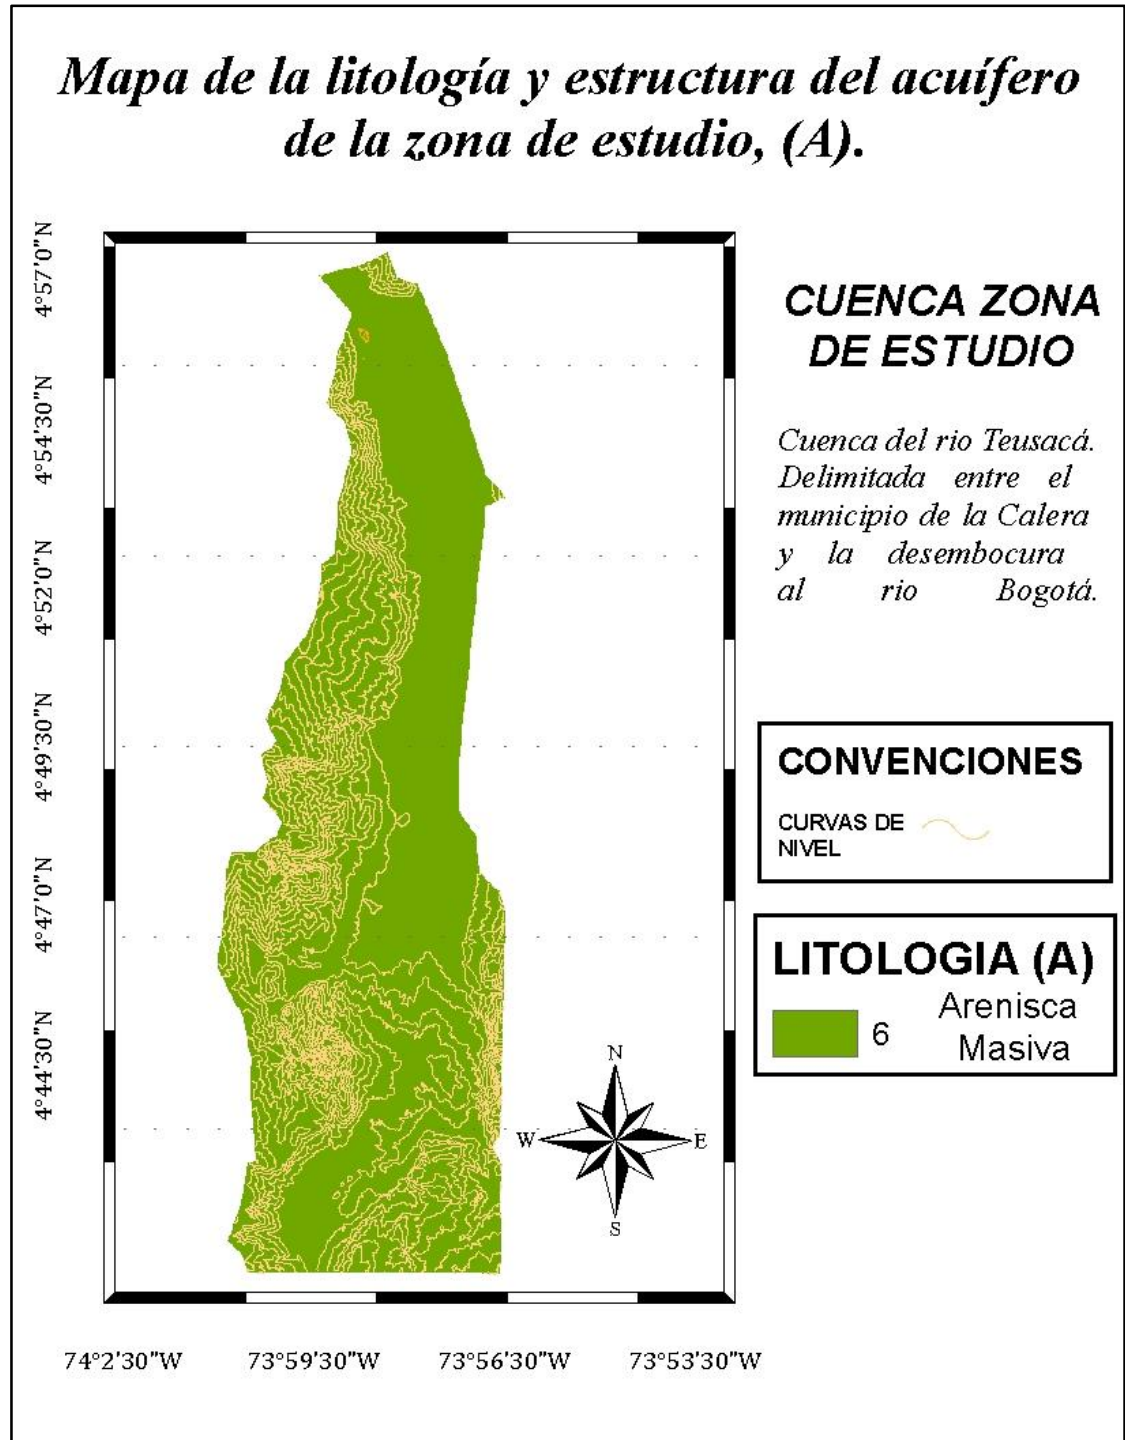 Mapa de la litología y estructura del acuífero
de la zona de estudio, (A).
4°57'0"N
4°54'30"N
4°52'0"N
4°49'30"N
4°47'0"N
4°44'30"N
74°2'30"W
73°59'30"W
73°56'30"W
73°53'30"W
N
W
E
S
CUENCA ZONA
DE ESTUDIO
Cuenca del rio Teusacá.
Delimitada entre el
municipio de la Calera
y la desembocura
al rio Bogotá.
CONVENCIONES
CURVAS DE
NIVEL
LITOLOGIA (A)
6 Arenisca
Masiva